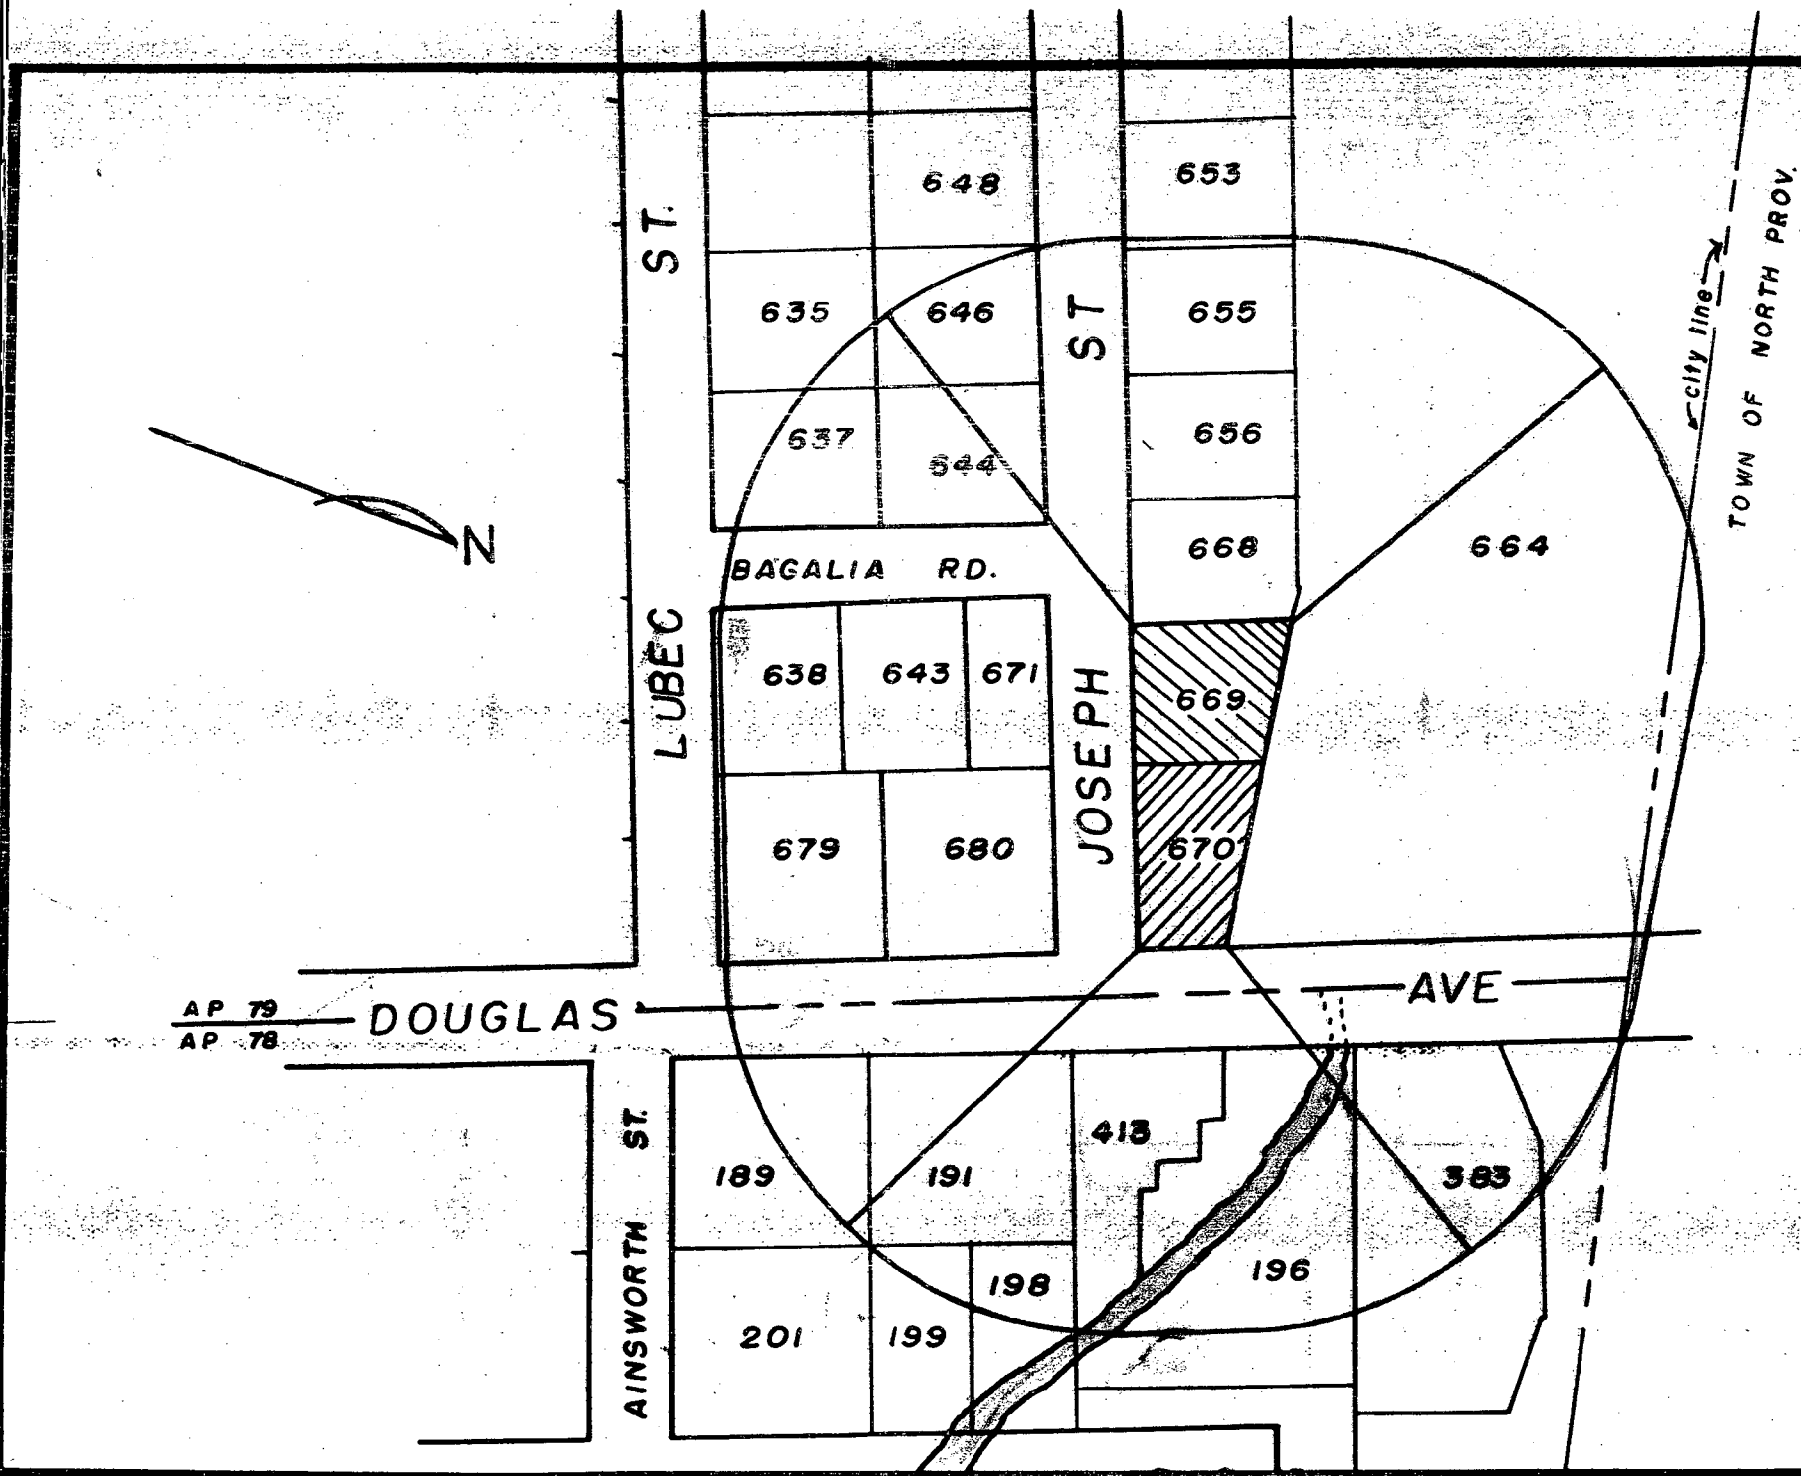 648
653
ST.
635
646
ST
655
city line
TOWN OF NORTH PROV.
637
644
656
N
668
664
BAGALIA RD.
LUBEC
638
643
671
JOSEPH
669
679
680
670
AP 79
AP 78
DOUGLAS
AVE
AINSWORTH ST.
189
191
413
383
198
196
201
199